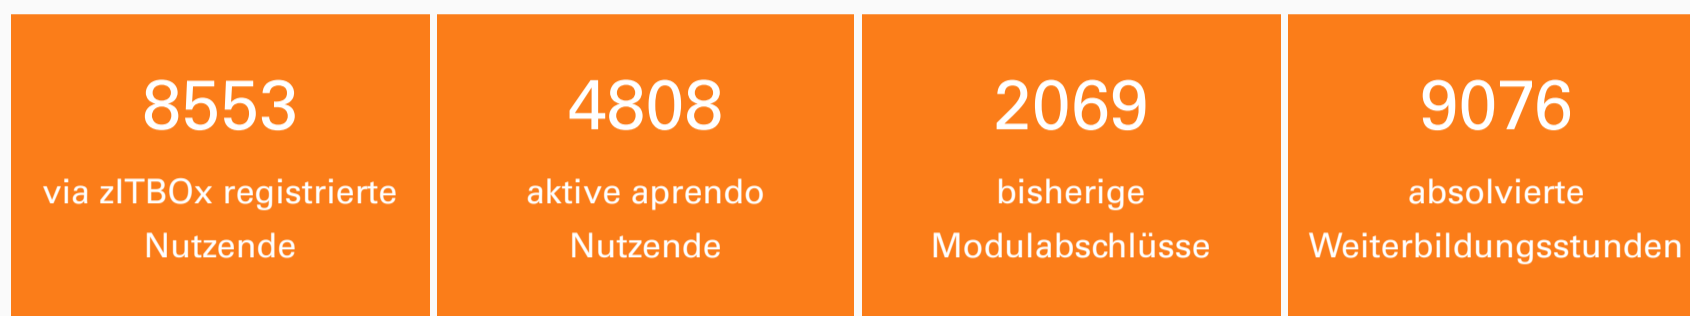 8553
via zITBOx registrierte
Nutzende
4808
aktive aprendo
Nutzende
2069
bisherige
Modulabschlüsse
9076
absolvierte
Weiterbildungsstunden